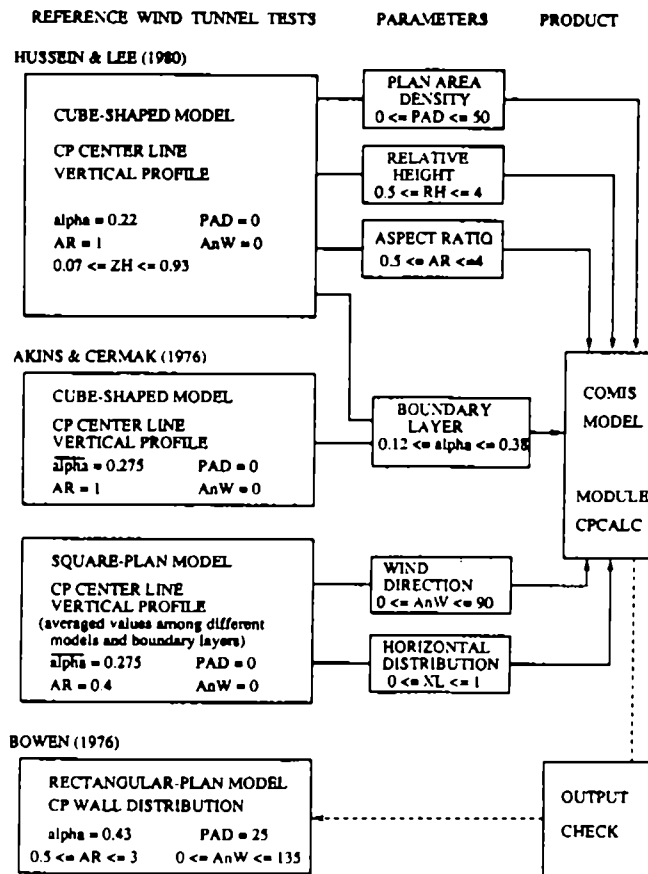 REFERENCE WIND TUNNEL TESTS PARAMETERS PRODUCT
HUSSEIN & LEE (1980)
CUBE-SHAPED MODEL
CP CENTER LINE
VERTICAL PROFILE
alpha = 0.22 PAD = 0
AR = 1 AnW = 0
0.07 <= ZH <= 0.93
PLAN AREA
DENSITY
0 <= PAD <= 50
RELATIVE
HEIGHT
0.5 <= RH <= 4
ASPECT RATIO
0.5 <= AR <=4
AKINS & CERMAK (1976)
CUBE-SHAPED MODEL
CP CENTER LINE
VERTICAL PROFILE
alpha = 0.275 PAD = 0
AR = 1 AnW = 0
BOUNDARY
LAYER
0.12 <= alpha <= 0.38
COMIS
MODEL
MODULE
CPCALC
SQUARE-PLAN MODEL
CP CENTER LINE
VERTICAL PROFILE
(averaged values among different
models and boundary layers)
alpha = 0.275 PAD = 0
AR = 0.4 AnW = 0
WIND
DIRECTION
0 <= AnW <= 90
HORIZONTAL
DISTRIBUTION
0 <= XL <= 1
BOWEN (1976)
RECTANGULAR-PLAN MODEL
CP WALL DISTRIBUTION
alpha = 0.43 PAD = 25
0.5 <= AR <= 3 0 <= AnW <= 135
OUTPUT
CHECK